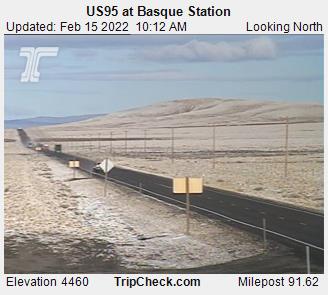 US95 at Basque Station
Updated: Feb 15 2022 10:12 AM Looking North
Elevation 4460 TripCheck.com Milepost 91.62